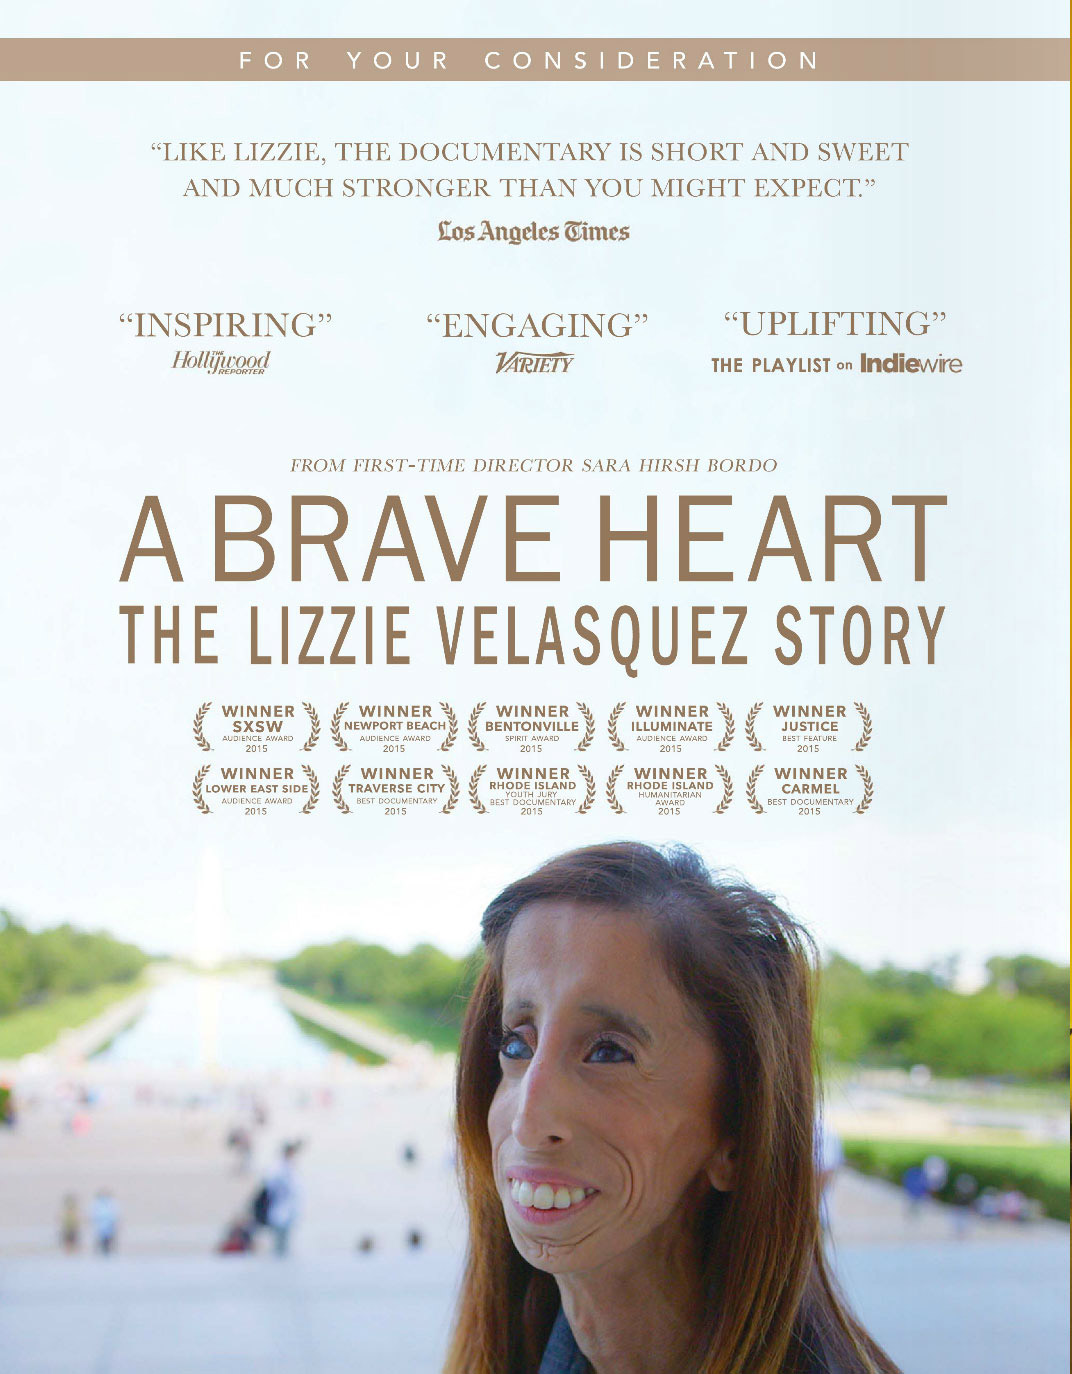 FOR YOUR CONSIDERATION
“LIKE LIZZIE, THE DOCUMENTARY IS SHORT AND SWEET
AND MUCH STRONGER THAN YOU MIGHT EXPECT.”
Los Angeles Times
“INSPIRING”
THE
Hollywood
REPORTER
“ENGAGING”
VARIETY
“UPLIFTING”
THE PLAYLIST on Indiewire
FROM FIRST-TIME DIRECTOR SARA HIRSH BORDO
A BRAVE HEART
THE LIZZIE VELASQUEZ STORY
WINNER
SXSW
AUDIENCE AWARD
2015
WINNER
NEWPORT BEACH
AUDIENCE AWARD
2015
WINNER
BENTONVILLE
SPIRIT AWARD
2015
WINNER
ILLUMINATE
AUDIENCE AWARD
2015
WINNER
JUSTICE
BEST FEATURE
2015
WINNER
LOWER EAST SIDE
AUDIENCE AWARD
2015
WINNER
TRAVERSE CITY
BEST DOCUMENTARY
2015
WINNER
RHODE ISLAND
YOUTH JURY
BEST DOCUMENTARY
2015
WINNER
RHODE ISLAND
HUMANITARIAN
AWARD
2015
WINNER
CARMEL
BEST DOCUMENTARY
2015